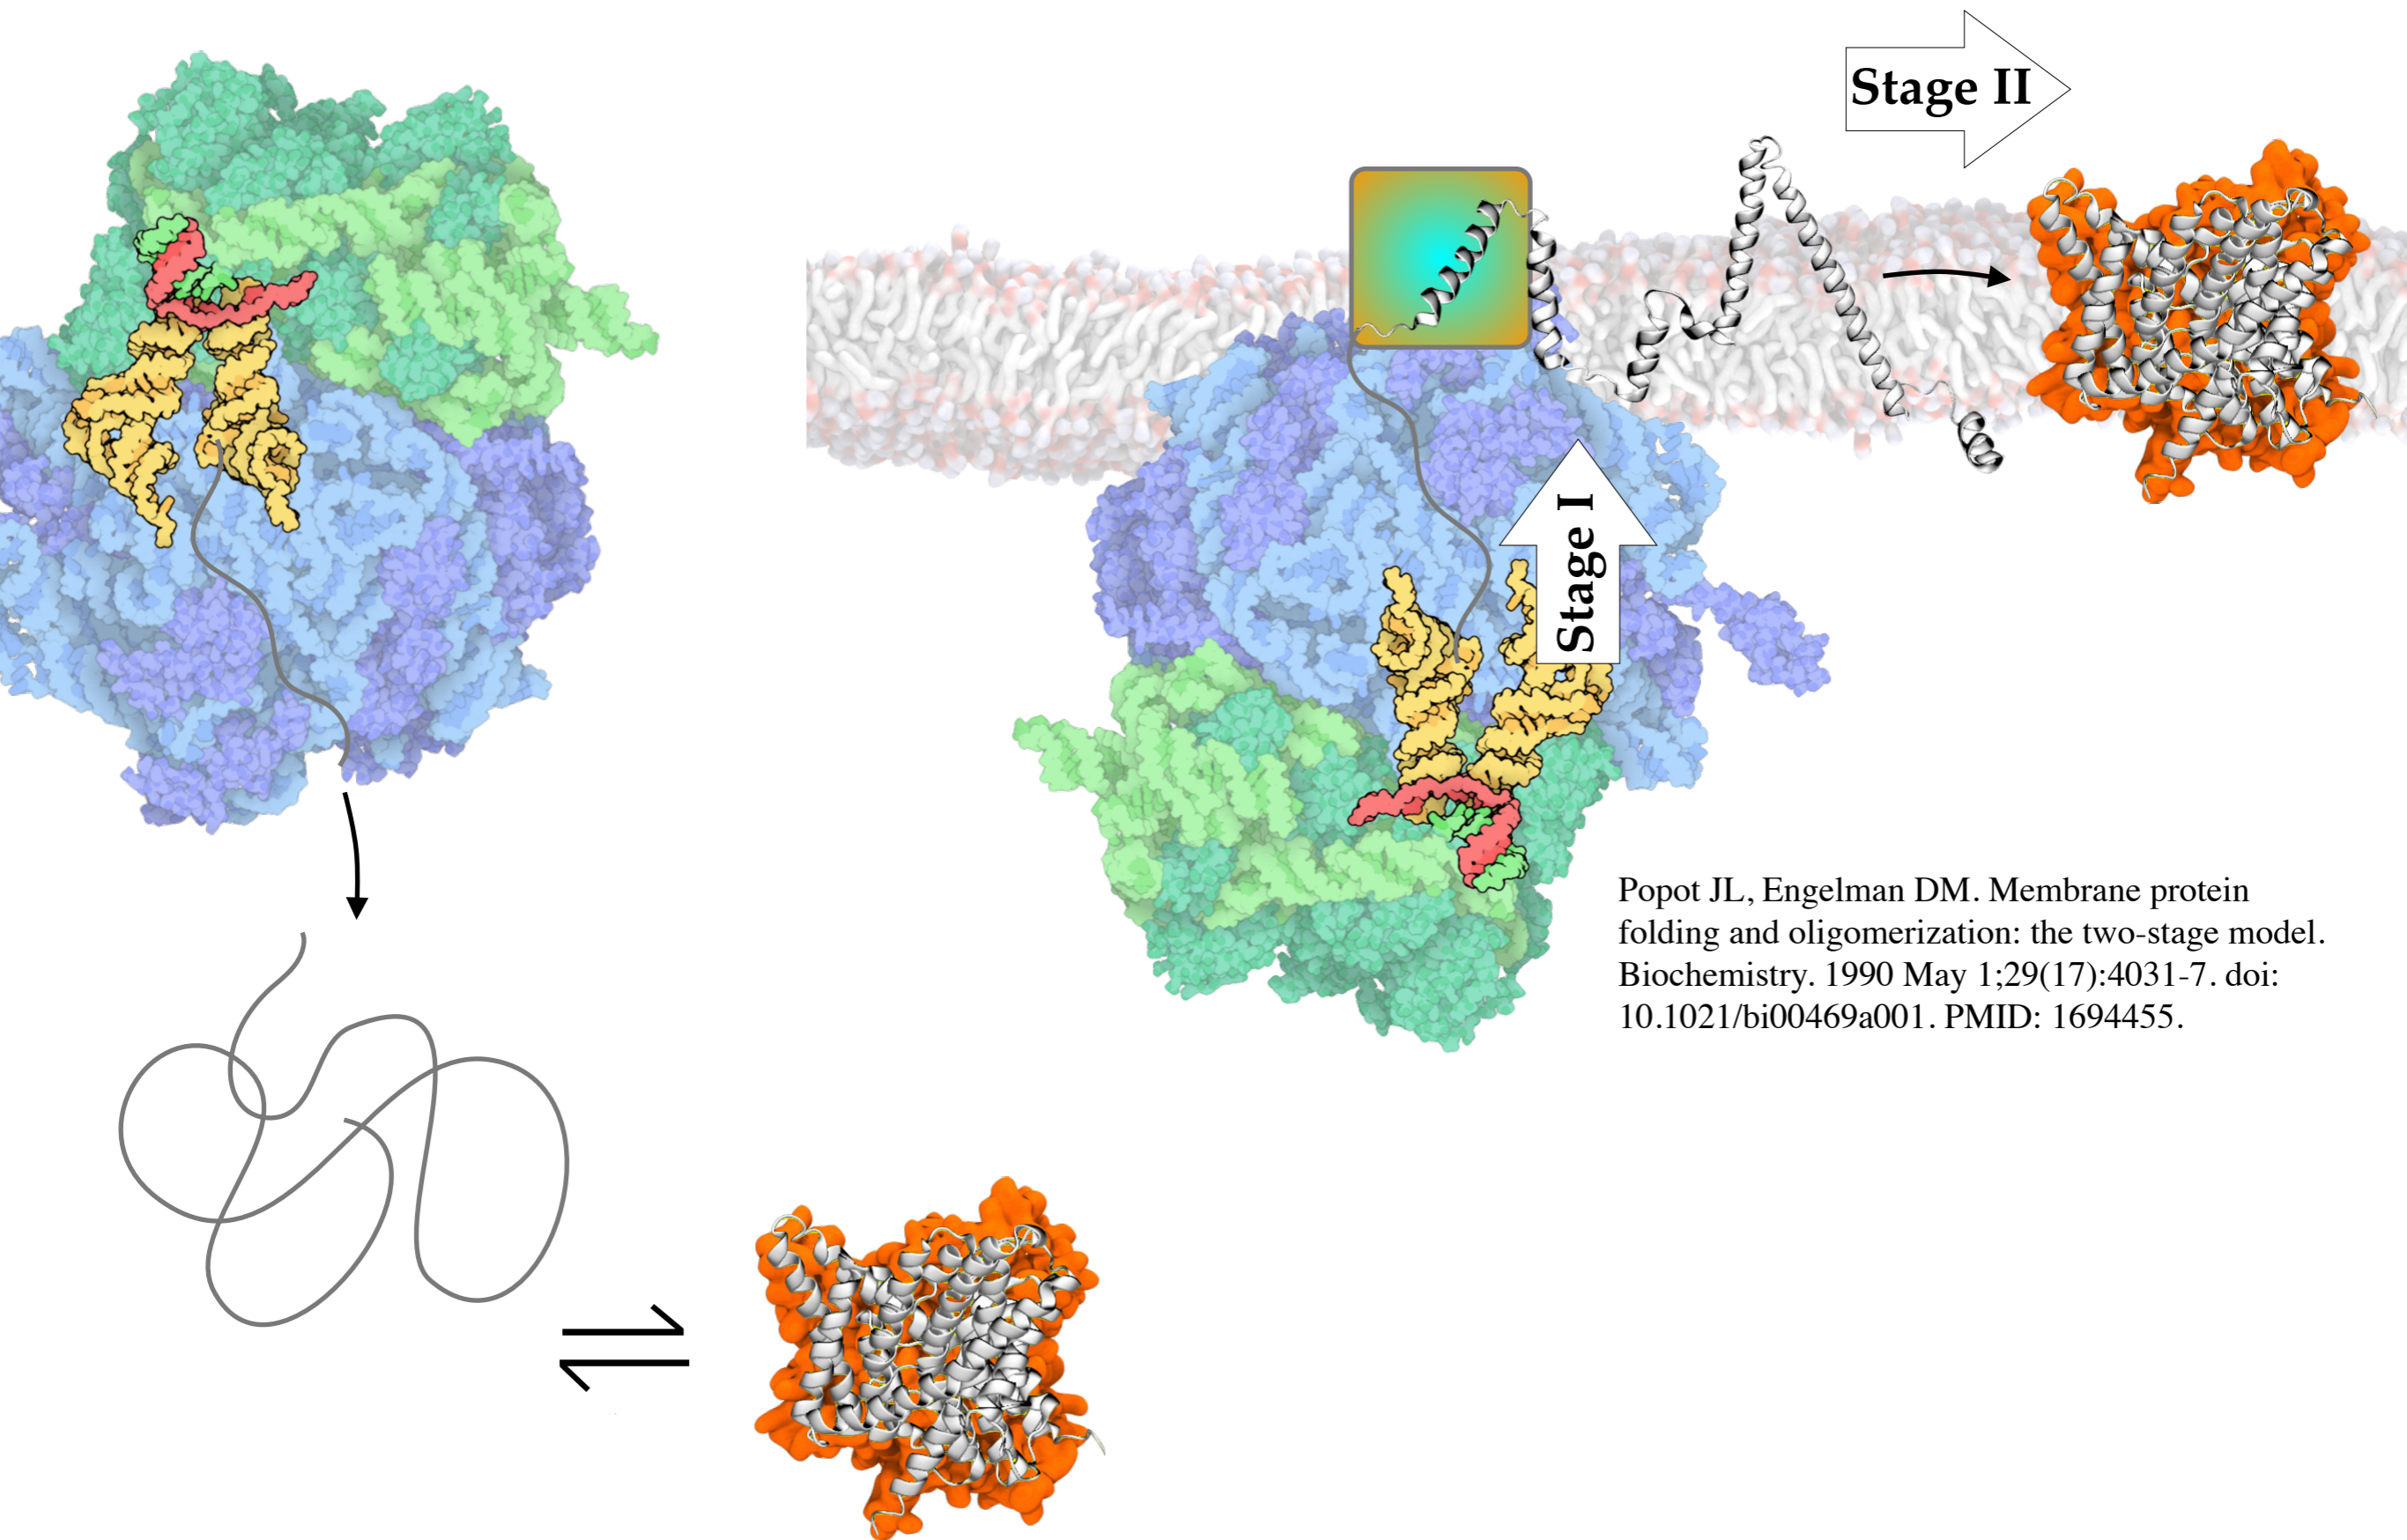 Stage II
Stage I
Popot JL, Engelman DM. Membrane protein
folding and oligomerization: the two-stage model.
Biochemistry. 1990 May 1;29(17):4031-7. doi:
10.1021/bi00469a001. PMID: 1694455.